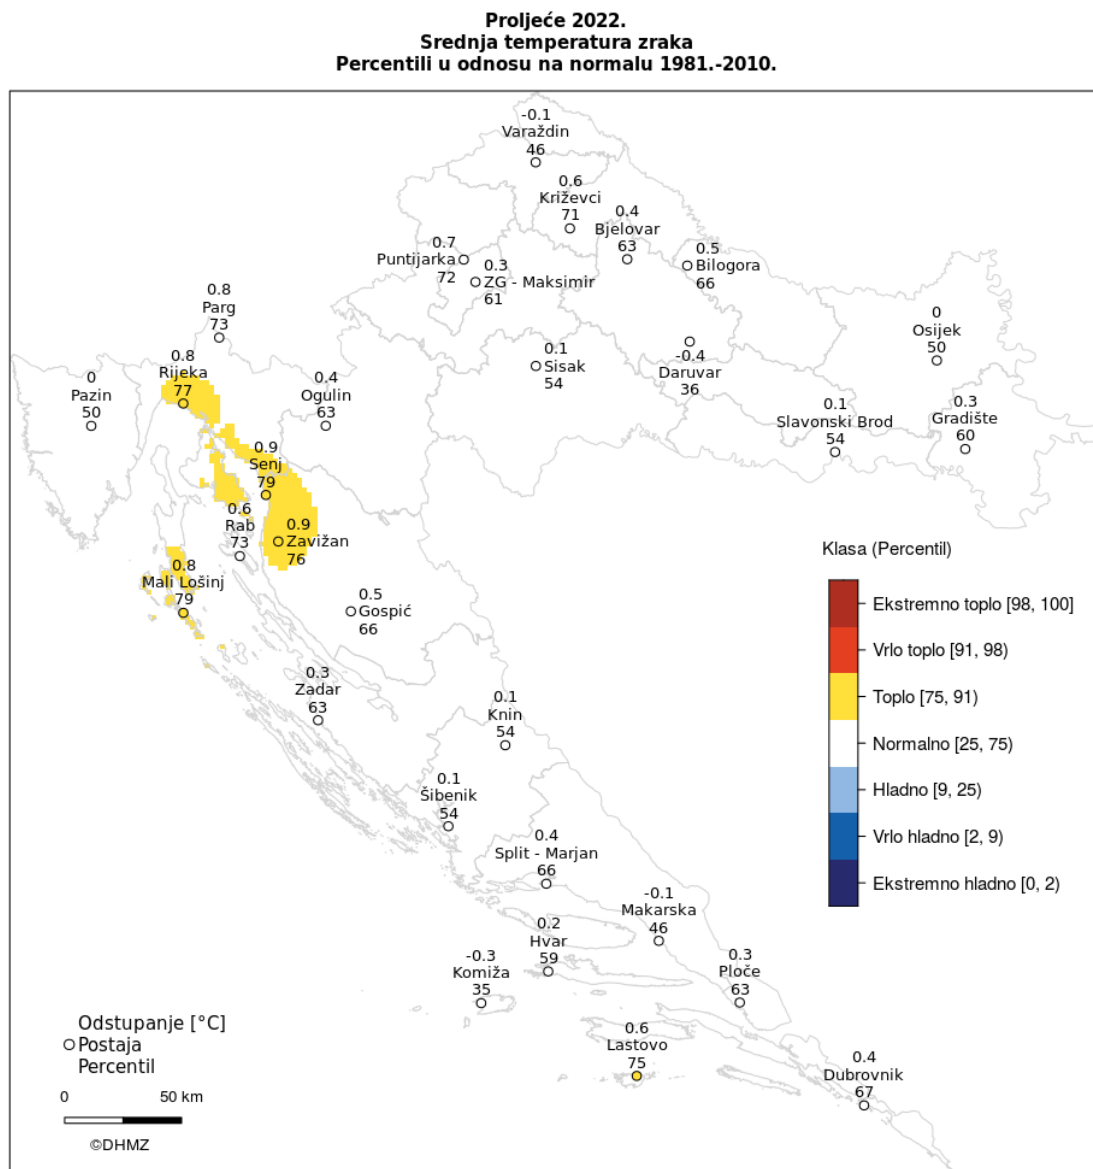 Proljeće 2022.
Srednja temperatura zraka
Percentili u odnosu na normalu 1981.-2010.
-0.1
Varaždin
46
0.6
Križevci
71
0.4
Bjelovar
63
0.7
Puntijarka
72
0.3
ZG - Maksimir
61
0.5
Bilogora
66
0.8
Parg
73
0
Osijek
50
0.8
Rijeka
77
0
Pazin
50
0.4
Ogulin
63
0.1
Sisak
54
-0.4
Daruvar
36
0.1
Slavonski Brod
54
0.3
Gradište
60
0.9
Senj
79
0.6
Rab
73
0.9
Zavižan
76
0.8
Mali Lošinj
79
0.5
Gospić
66
0.3
Zadar
63
0.1
Knin
54
0.1
Šibenik
54
0.4
Split - Marjan
66
-0.1
Makarska
46
0.2
Hvar
59
-0.3
Komiža
35
0.3
Ploče
63
0.6
Lastovo
75
0.4
Dubrovnik
67
Klasa (Percentil)
Ekstremno toplo [98, 100]
Vrlo toplo [91, 98)
Toplo [75, 91)
Normalno [25, 75)
Hladno [9, 25)
Vrlo hladno [2, 9)
Ekstremno hladno [0, 2)
Odstupanje [°C]
Postaja
Percentil
0 50 km
©DHMZ